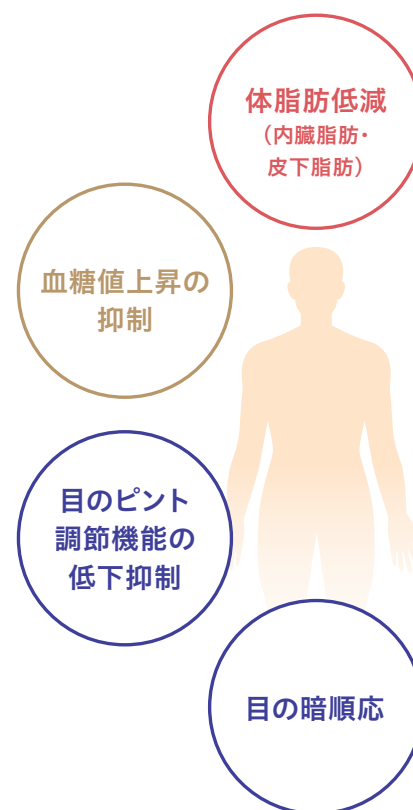 体脂肪低減
（内臓脂肪・
皮下脂肪）
血糖値上昇の
抑制
目のピント
調節機能の
低下抑制
目の暗順応